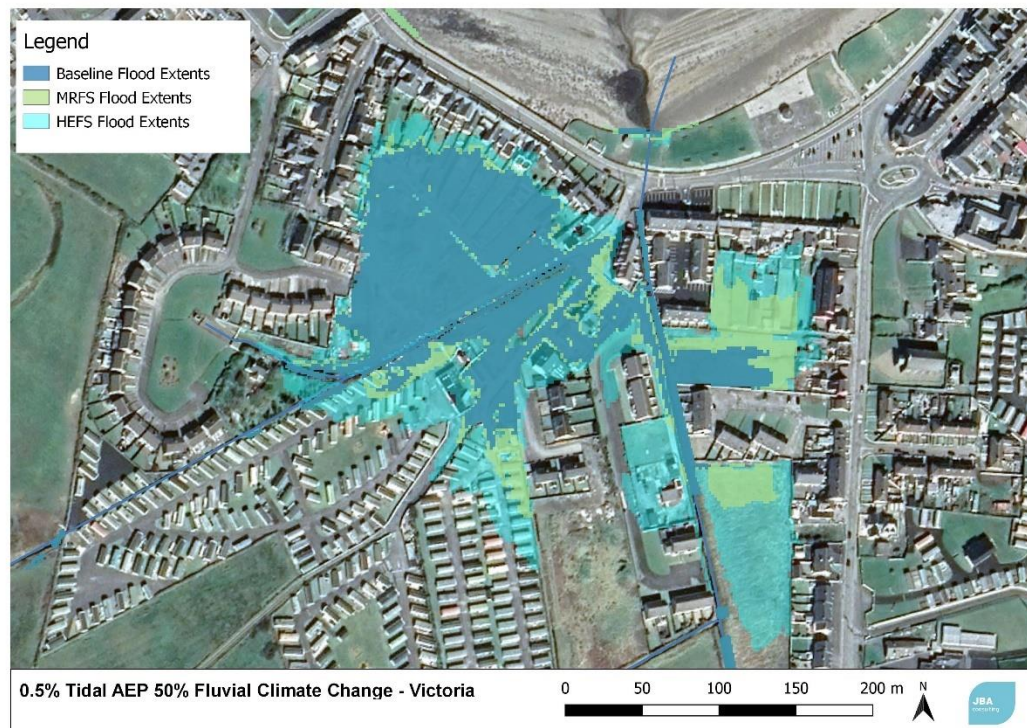 Legend
Baseline Flood Extents
MRFS Flood Extents
HEFS Flood Extents
0.5% Tidal AEP 50% Fluvial Climate Change - Victoria
0 50 100 150 200 m
N
JBA
consulting